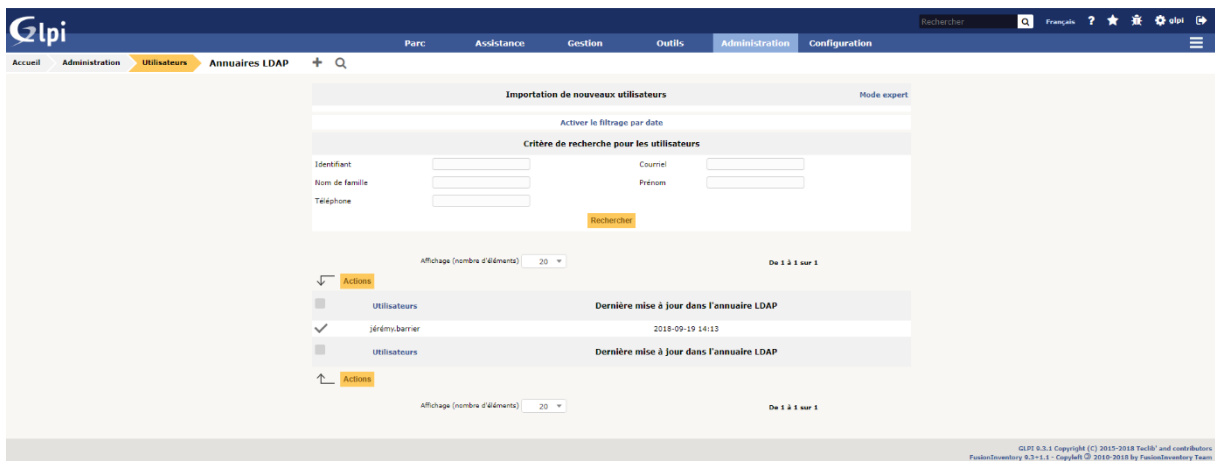 Glpi
Rechercher Français ? glpi
Parc Assistance Gestion Outils Administration Configuration
Accueil Administration Utilisateurs Annuaires LDAP
Importation de nouveaux utilisateurs Mode expert
Activer le filtrage par date
Critère de recherche pour les utilisateurs
Identifiant Courriel
Nom de famille Prénom
Téléphone
Rechercher
Affichage (nombre d'éléments) 20 De 1 à 1 sur 1
Actions
Utilisateurs Dernière mise à jour dans l'annuaire LDAP
jérémy.barrier 2018-09-19 14:13
Utilisateurs Dernière mise à jour dans l'annuaire LDAP
Actions
Affichage (nombre d'éléments) 20 De 1 à 1 sur 1
GLPI 9.3.1 Copyright (C) 2015-2018 Teclib' and contributors
FusionInventory 9.3+1.1 - Copyleft 🄯 2010-2018 by FusionInventory Team